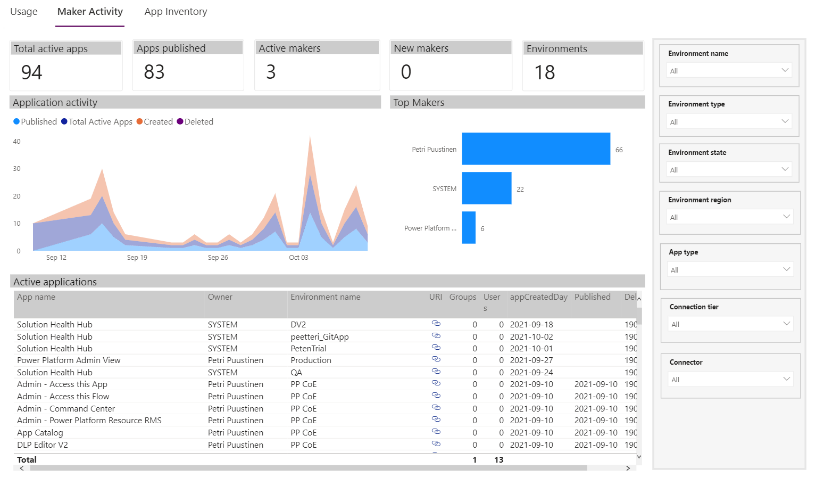 Usage Maker Activity App Inventory
Total active apps Apps published Active makers New makers Environments
94 83 3 0 18
Application activity Top Makers
Published Total Active Apps Created Deleted
40
30
20
10
0
Sep 12 Sep 19 Sep 26 Oct 03
Petri Puustinen 66
SYSTEM 22
Power Platform ... 6
Environment name
All
Environment type
All
Environment state
All
Environment region
All
App type
All
Connection tier
All
Connector
All
Active applications
App name Owner Environment name URI Groups Users appCreatedDay Published Del
Solution Health Hub SYSTEM DV2 0 0 2021-09-18 190
Solution Health Hub SYSTEM peetteri_GitApp 0 0 2021-10-02 190
Solution Health Hub SYSTEM PetenTrial 0 0 2021-10-01 190
Power Platform Admin View Petri Puustinen Production 0 0 2021-09-27 190
Solution Health Hub SYSTEM QA 0 0 2021-09-24 190
Admin - Access this App Petri Puustinen PP CoE 0 0 2021-09-10 2021-09-10 190
Admin - Access this Flow Petri Puustinen PP CoE 0 0 2021-09-10 2021-09-10 190
Admin - Command Center Petri Puustinen PP CoE 0 0 2021-09-10 2021-09-10 190
Admin - Power Platform Resource RMS Petri Puustinen PP CoE 0 0 2021-09-10 2021-09-10 190
App Catalog Petri Puustinen PP CoE 0 0 2021-09-10 2021-09-10 190
DLP Editor V2 Petri Puustinen PP CoE 0 0 2021-09-10 2021-09-10 190
Total 1 13